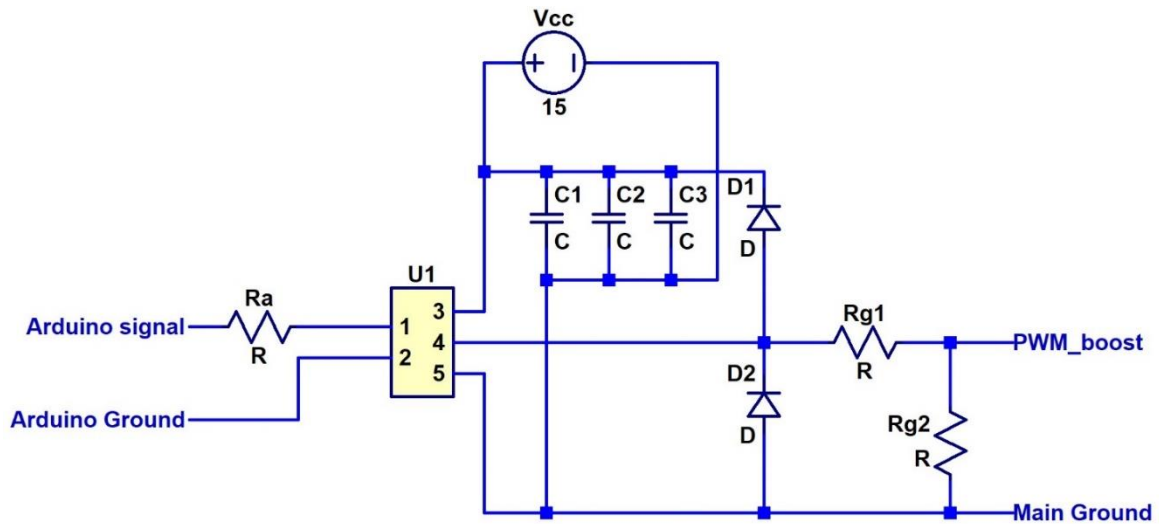 Vcc
+ −
15
C1 C2 C3 D1
C C C D
U1
Ra
Arduino signal
R
1
2
3
4
5
Arduino Ground
Rg1
R
PWM_boost
D2
D
Rg2
R
Main Ground